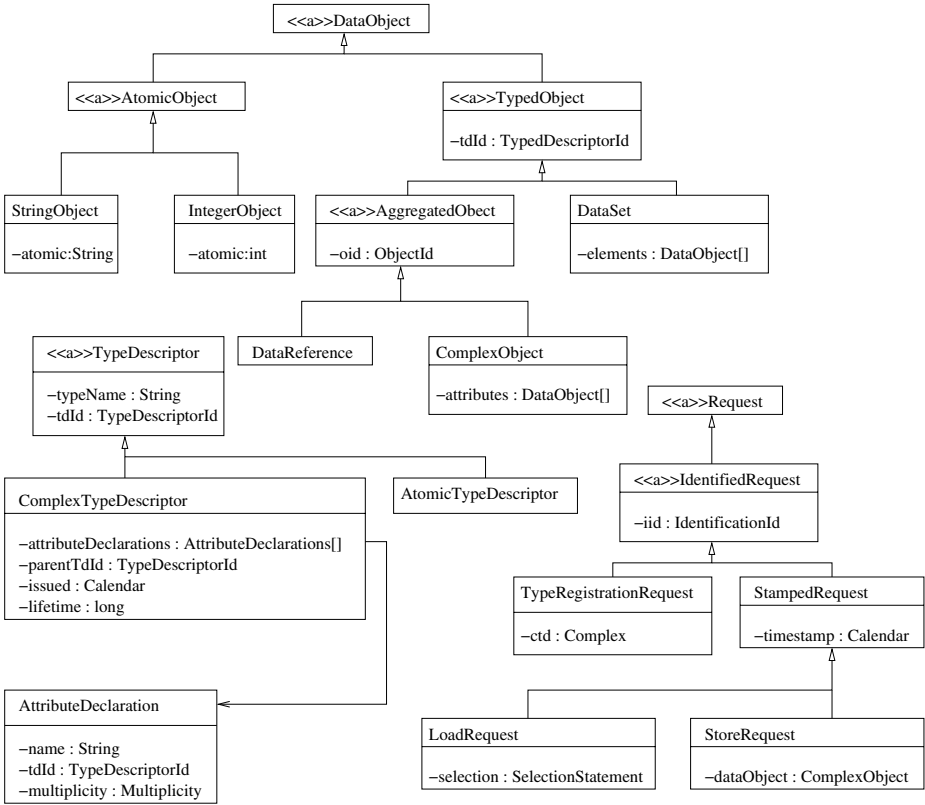 <<a>>DataObject
<<a>>AtomicObject
<<a>>TypedObject
−tdId : TypedDescriptorId
StringObject
−atomic:String
IntegerObject
−atomic:int
<<a>>AggregatedObect
−oid : ObjectId
DataSet
−elements : DataObject[]
<<a>>TypeDescriptor
−typeName : String
−tdId : TypeDescriptorId
DataReference
ComplexObject
−attributes : DataObject[]
<<a>>Request
ComplexTypeDescriptor
−attributeDeclarations : AttributeDeclarations[]
−parentTdId : TypeDescriptorId
−issued : Calendar
−lifetime : long
AtomicTypeDescriptor
<<a>>IdentifiedRequest
−iid : IdentificationId
TypeRegistrationRequest
−ctd : Complex
StampedRequest
−timestamp : Calendar
AttributeDeclaration
−name : String
−tdId : TypeDescriptorId
−multiplicity : Multiplicity
LoadRequest
−selection : SelectionStatement
StoreRequest
−dataObject : ComplexObject